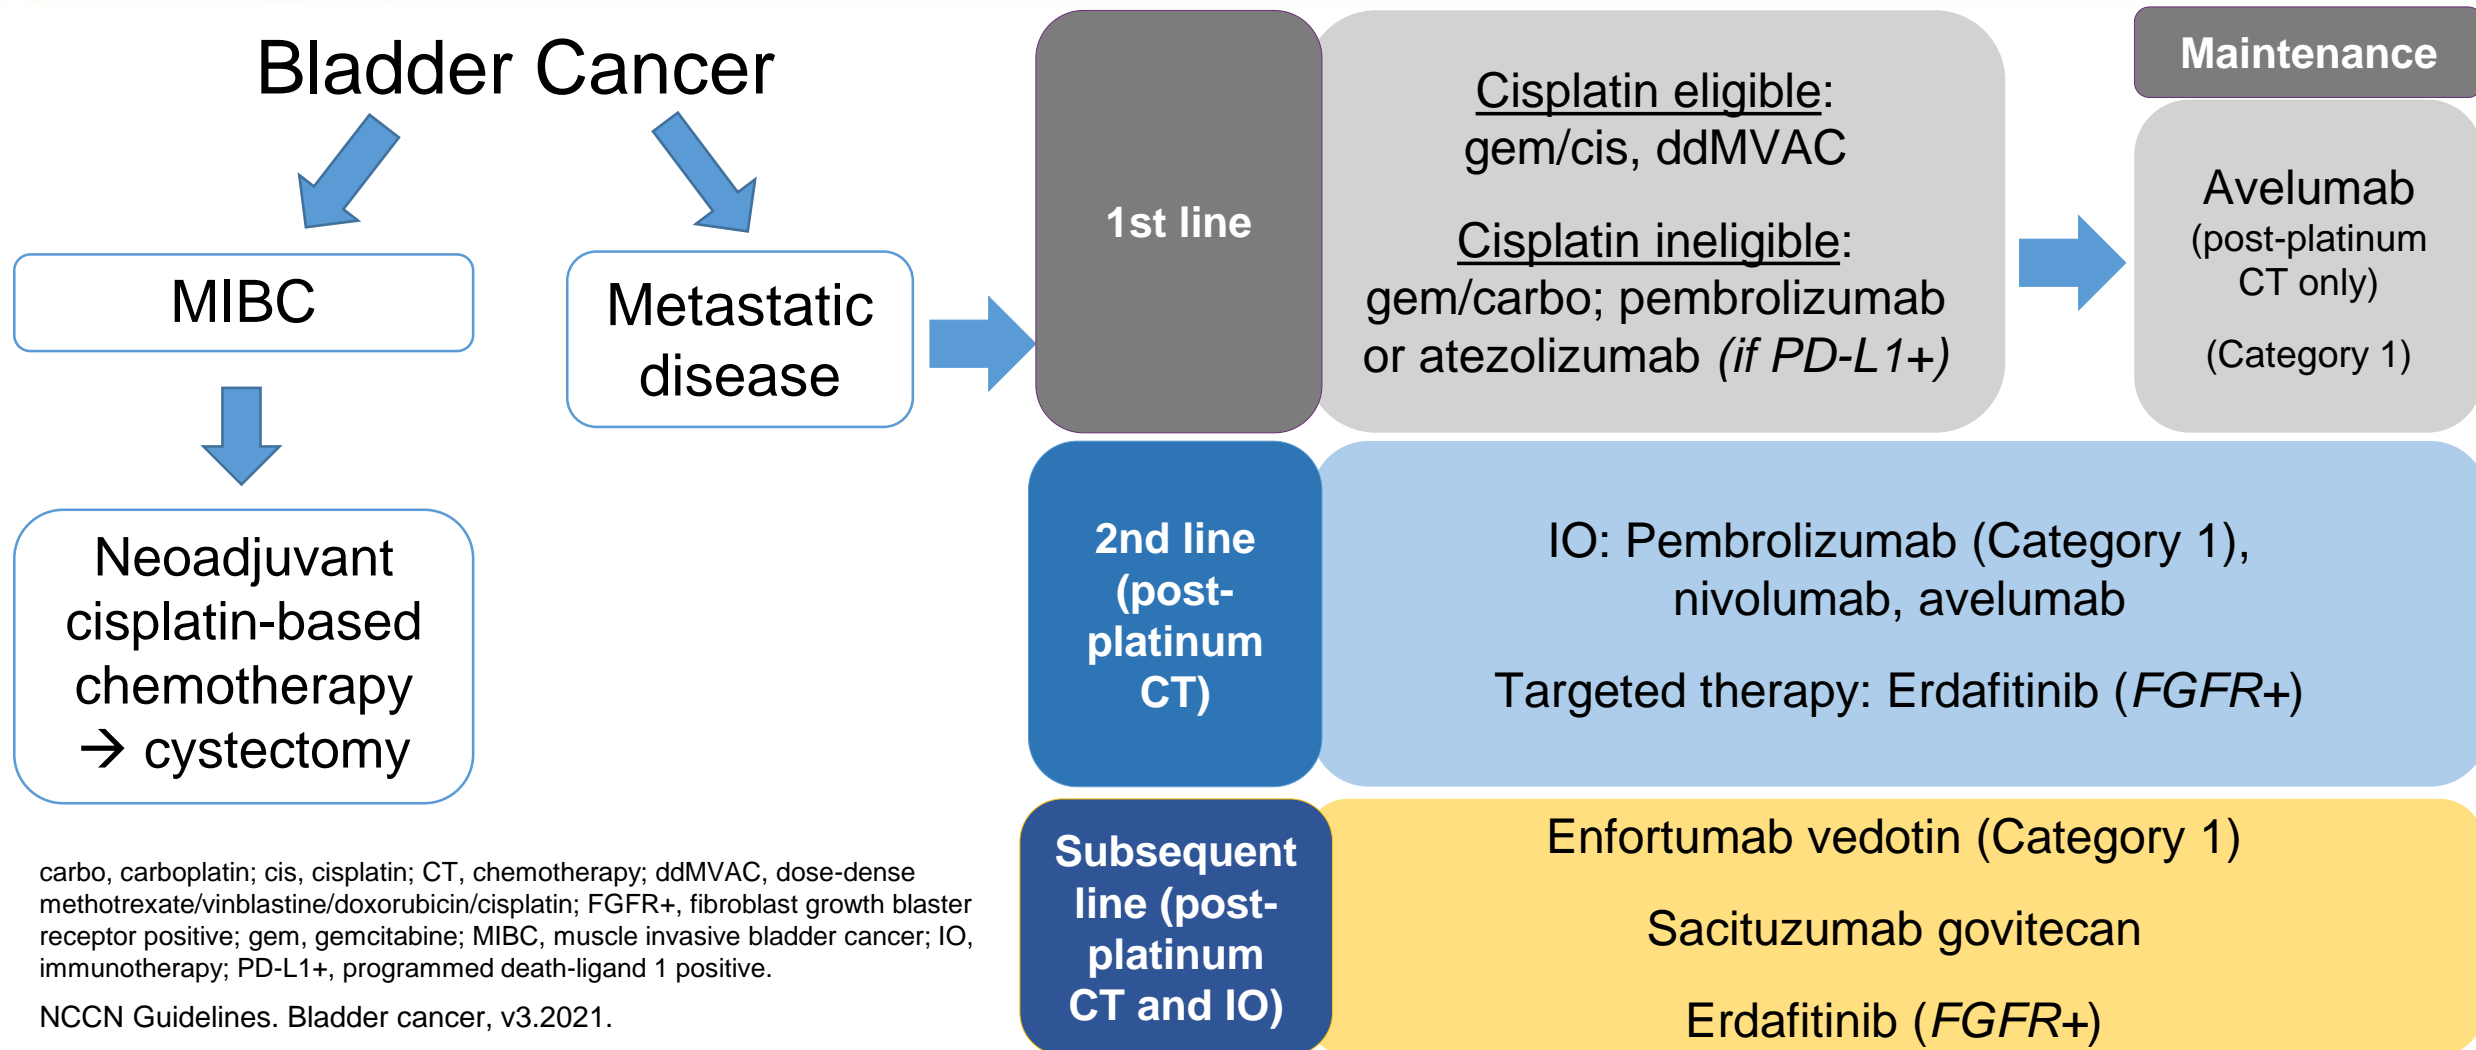 Bladder Cancer
MIBC
Metastatic
disease
Neoadjuvant
cisplatin-based
chemotherapy
→ cystectomy
1st line
Cisplatin eligible:
gem/cis, ddMVAC
Cisplatin ineligible:
gem/carbo; pembrolizumab
or atezolizumab (if PD-L1+)
Maintenance
Avelumab
(post-platinum
CT only)
(Category 1)
2nd line
(post-
platinum
CT)
IO: Pembrolizumab (Category 1),
nivolumab, avelumab
Targeted therapy: Erdafitinib (FGFR+)
Subsequent
line (post-
platinum
CT and IO)
Enfortumab vedotin (Category 1)
Sacituzumab govitecan
Erdafitinib (FGFR+)
carbo, carboplatin; cis, cisplatin; CT, chemotherapy; ddMVAC, dose-dense
methotrexate/vinblastine/doxorubicin/cisplatin; FGFR+, fibroblast growth blaster
receptor positive; gem, gemcitabine; MIBC, muscle invasive bladder cancer; IO,
immunotherapy; PD-L1+, programmed death-ligand 1 positive.
NCCN Guidelines. Bladder cancer, v3.2021.